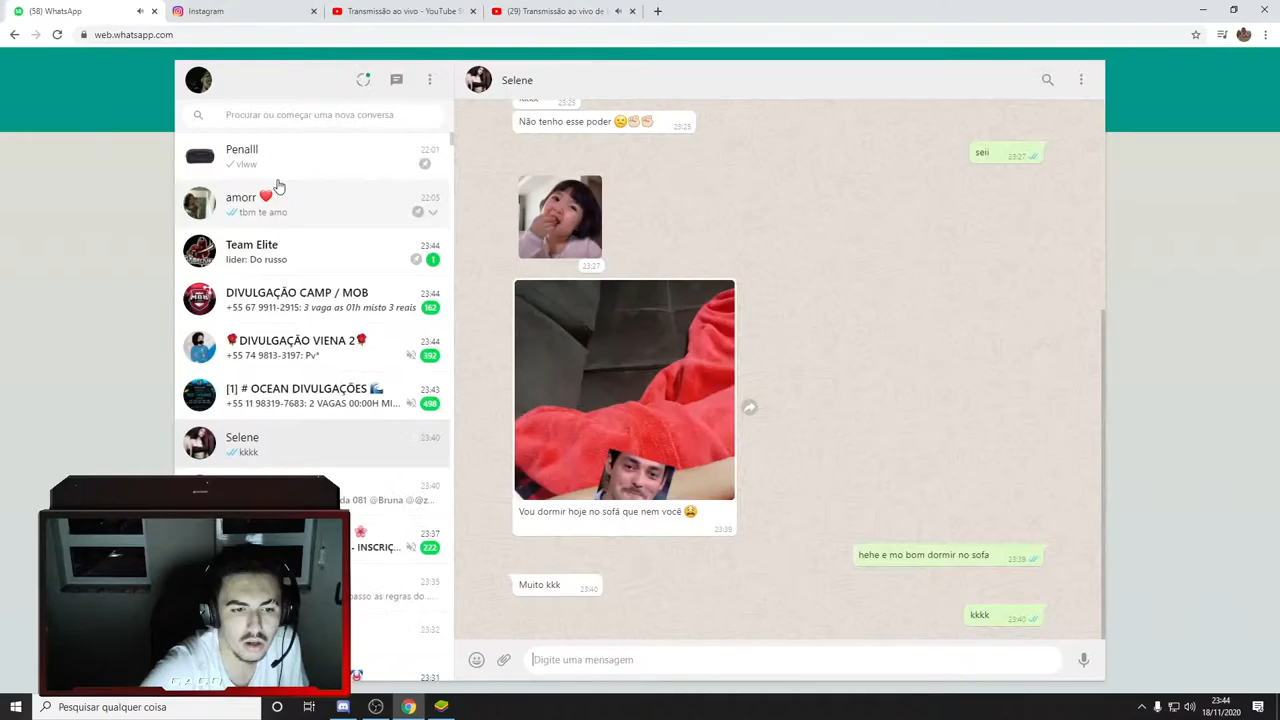 (58) WhatsApp
Instagram
Transmissão ao vivo - YouTube S
(29) Transmissão ao vivo de
web.whatsapp.com
Procurar ou começar uma nova conversa
Penalll
22:01
vlww
amorr ❤️
22:05
tbm te amo
Team Elite
23:44
líder: Do russo
1
DIVULGAÇÃO CAMP / MOB
23:44
+55 67 9911-2915: 3 vaga as 01h misto 3 reais
162
🌹DIVULGAÇÃO VIENA 2🌹
23:44
+55 74 9813-3197: Pv*
392
[1] # OCEAN DIVULGAÇÕES 🌊
23:43
+55 11 98319-7683: 2 VAGAS 00:00H MI...
498
Selene
23:40
kkkk
23:40
da 081 @Bruna @@z...
🌸
23:37
- INSCRIÇ...
222
23:35
passo as regras do ....
23:32
23:31
Selene
23:25
Não tenho esse poder 😕✊🏻✊🏻
23:25
seii
23:27
23:27
Vou dormir hoje no sofá que nem você 😫
23:39
hehe e mo bom dormir no sofa
23:39
Muito kkk
23:40
kkkk
23:40
Digite uma mensagem
Pesquisar qualquer coisa
23:44
18/11/2020